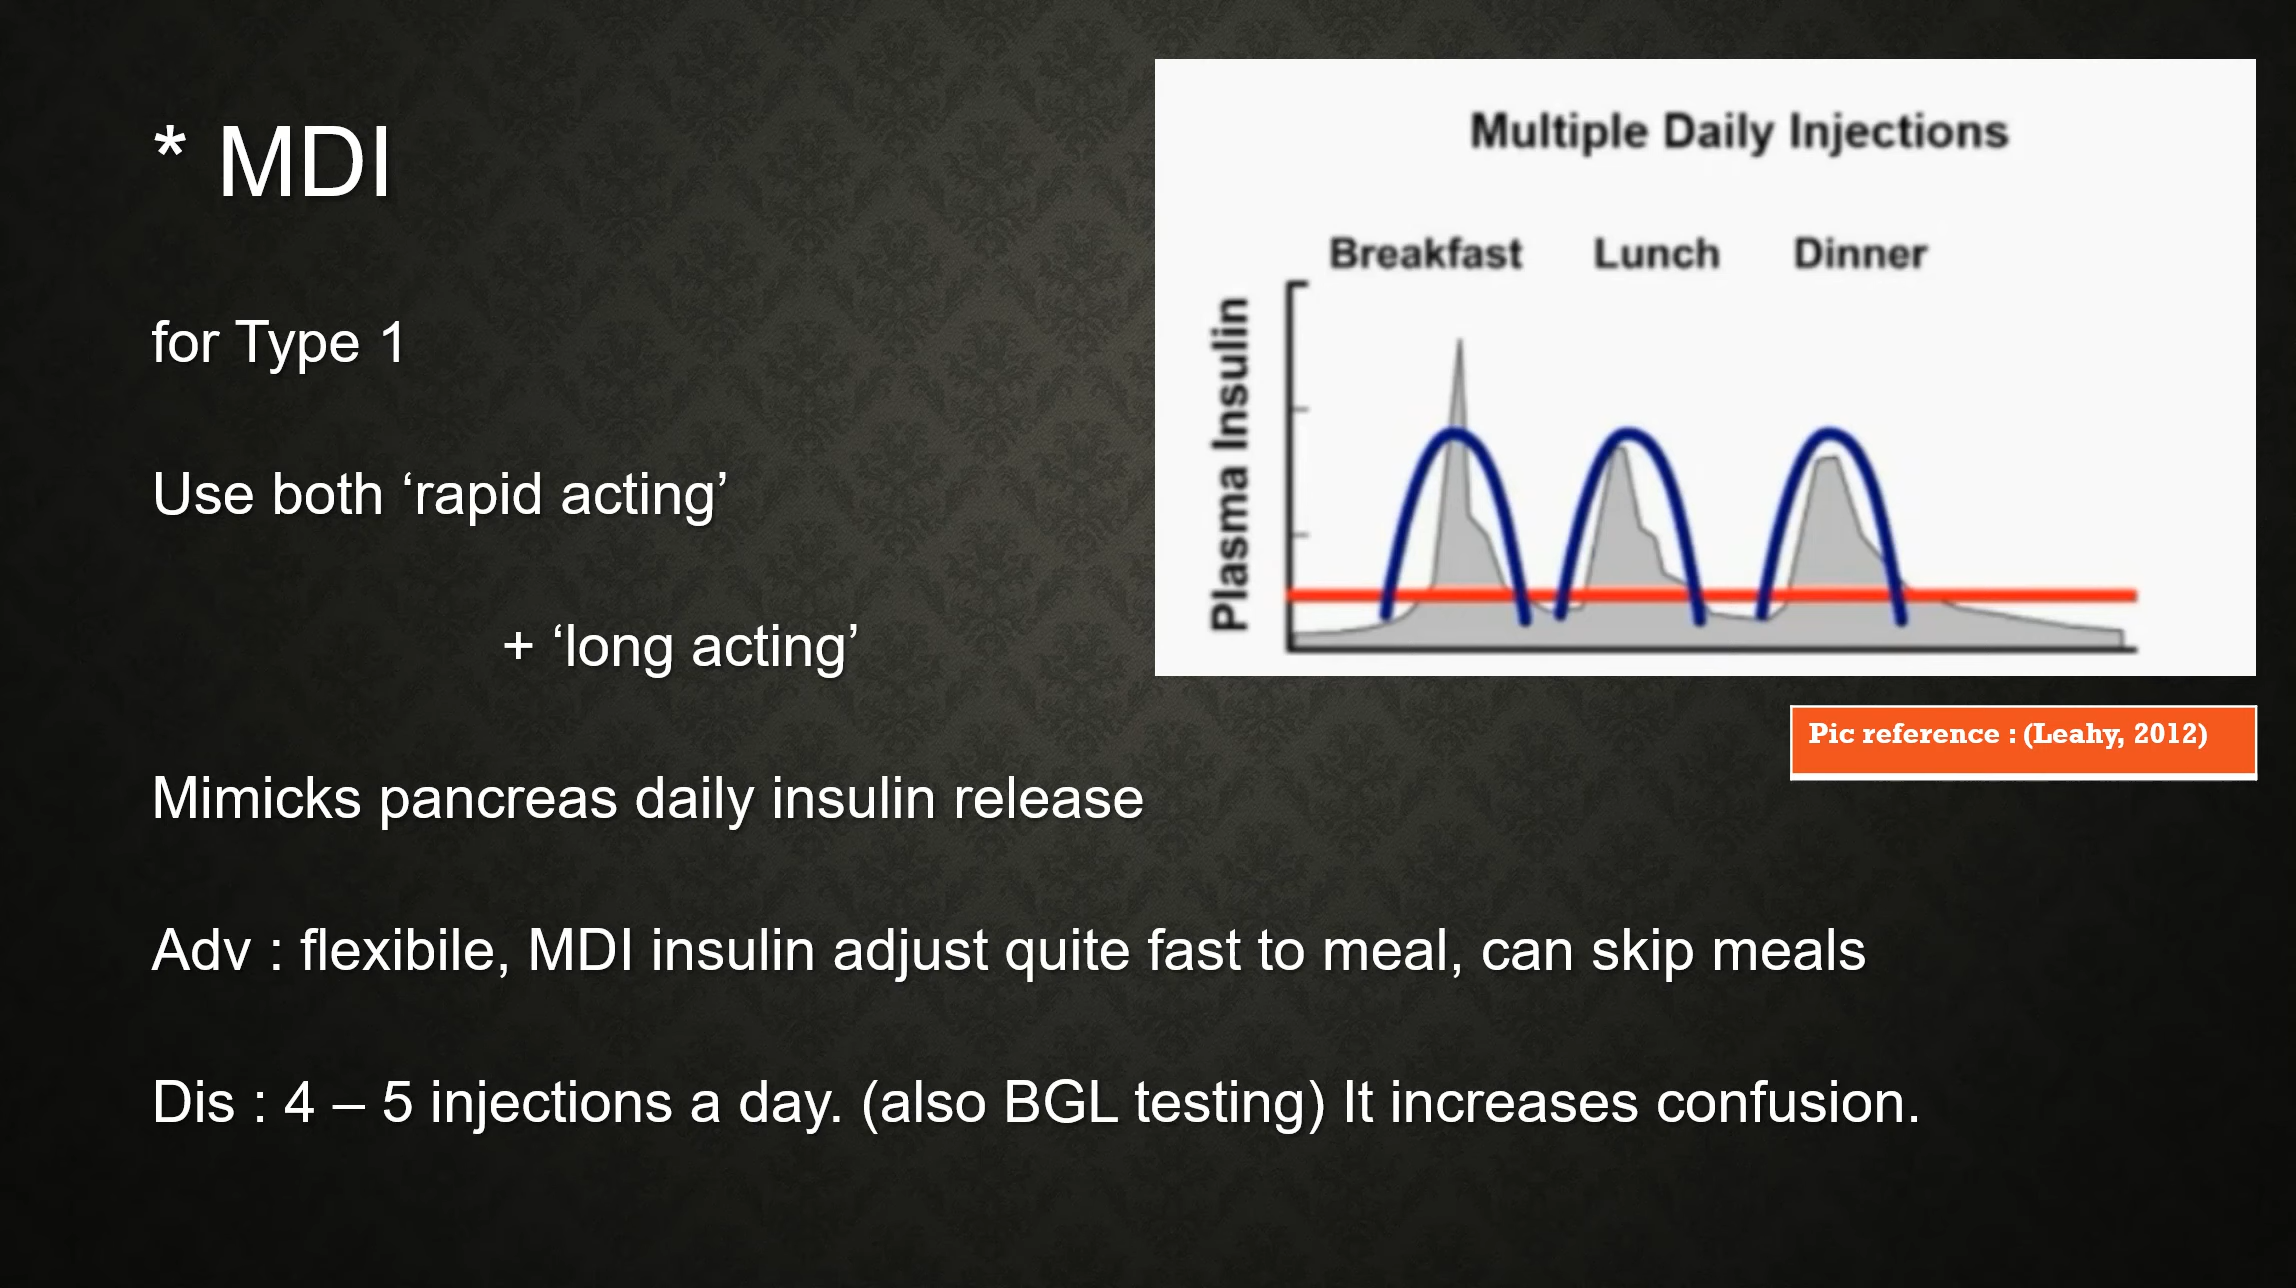 * MDI
for Type 1
Use both ‘rapid acting’
+ ‘long acting’
Mimicks pancreas daily insulin release
Adv : flexibile, MDI insulin adjust quite fast to meal, can skip meals
Dis : 4 – 5 injections a day. (also BGL testing) It increases confusion.
Multiple Daily Injections
Breakfast Lunch Dinner
Plasma Insulin
Pic reference : (Leahy, 2012)